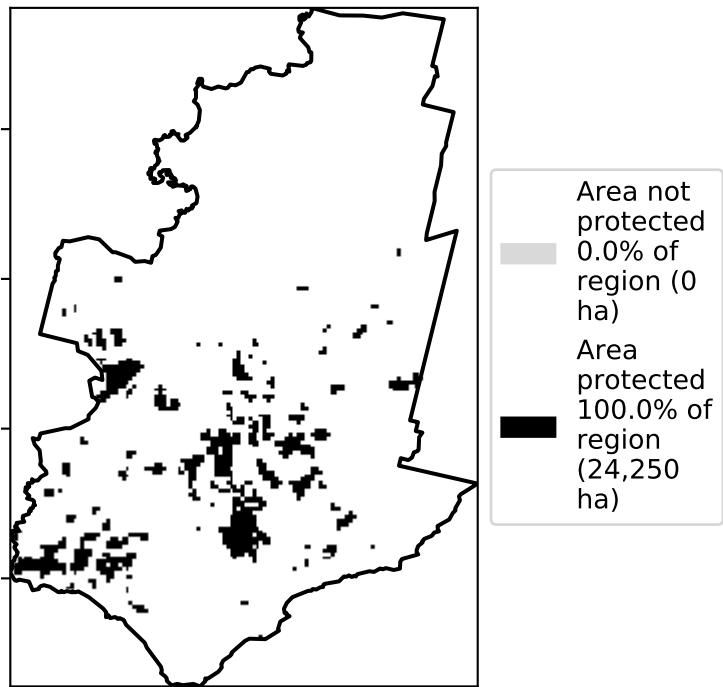 Area not
protected
0.0% of
region (0
ha)
Area
protected
100.0% of
region
(24,250
ha)